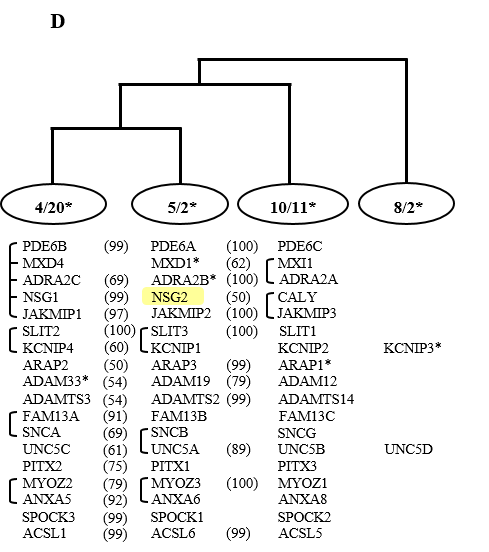 D
4/20* 5/2* 10/11* 8/2*
PDE6B (99) PDE6A (100) PDE6C
MXD4 MXD1* (62) MXI1
ADRA2C (69) ADRA2B* (100) ADRA2A
NSG1 (99) NSG2 (50) CALY
JAKMIP1 (97) JAKMIP2 (100) JAKMIP3
SLIT2 (100) SLIT3 (100) SLIT1
KCNIP4 (60) KCNIP1 KCNIP2 KCNIP3*
ARAP2 (50) ARAP3 (99) ARAP1*
ADAM33* (54) ADAM19 (79) ADAM12
ADAMTS3 (54) ADAMTS2 (99) ADAMTS14
FAM13A (91) FAM13B FAM13C
SNCA (69) SNCB SNCG
UNC5C (61) UNC5A (89) UNC5B UNC5D
PITX2 (75) PITX1 PITX3
MYOZ2 (79) MYOZ3 (100) MYOZ1
ANXA5 (92) ANXA6 ANXA8
SPOCK3 (99) SPOCK1 SPOCK2
ACSL1 (99) ACSL6 (99) ACSL5